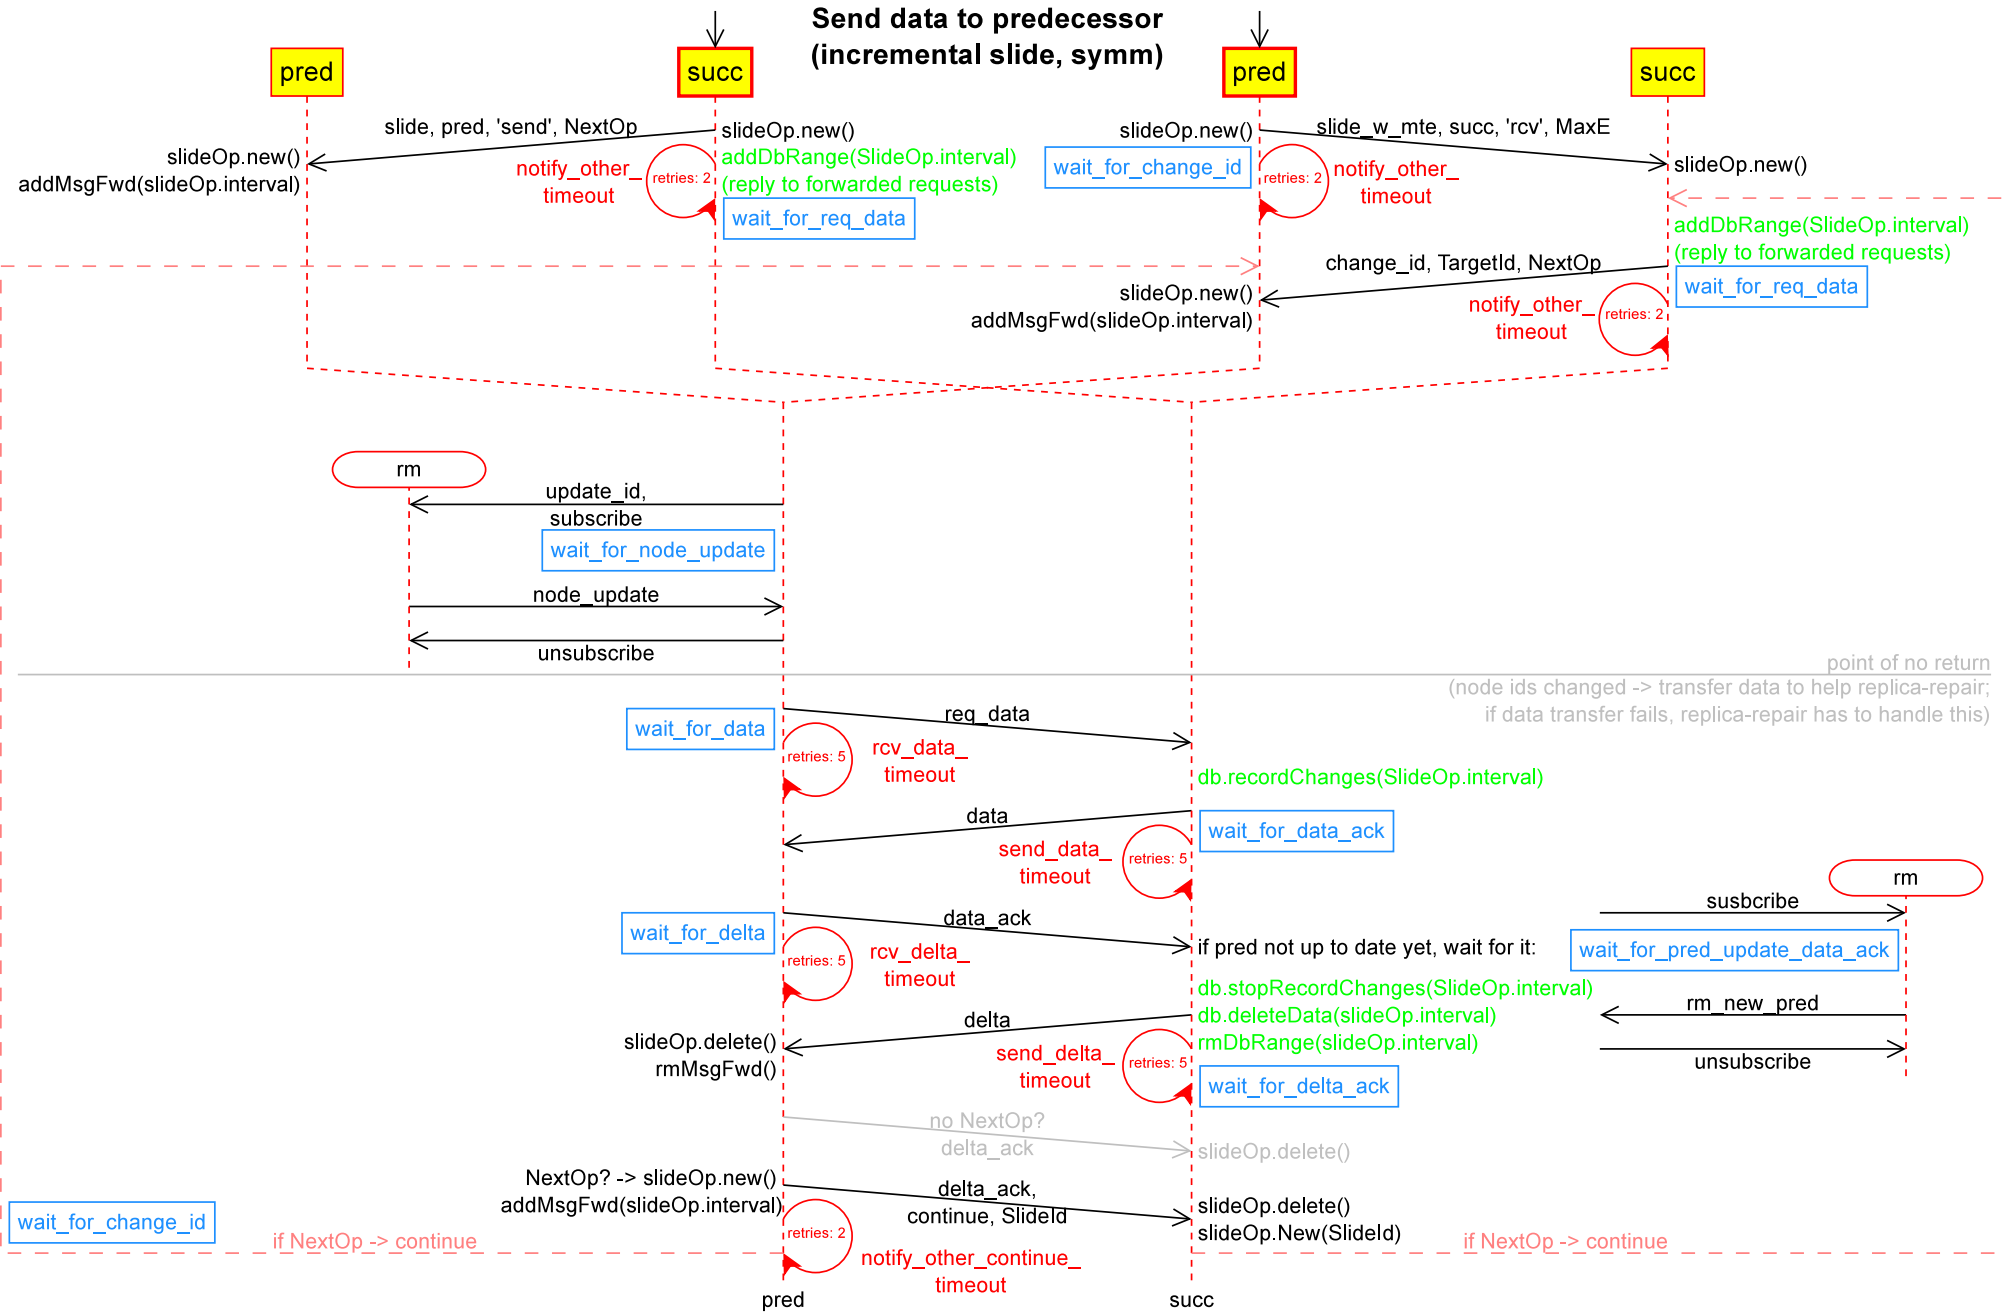 Send data to predecessor
(incremental slide, symm)
pred
succ
pred
succ
slide, pred, 'send', NextOp
slideOp.new()
slideOp.new()
slide_w_mte, succ, 'rcv', MaxE
slideOp.new()
addMsgFwd(slideOp.interval)
notify_other_
timeout
retries: 2
addDbRange(SlideOp.interval)
(reply to forwarded requests)
wait_for_req_data
wait_for_change_id
retries: 2
notify_other_
timeout
slideOp.new()
addDbRange(SlideOp.interval)
(reply to forwarded requests)
wait_for_req_data
change_id, TargetId, NextOp
slideOp.new()
addMsgFwd(slideOp.interval)
notify_other_
timeout
retries: 2
rm
update_id,
subscribe
wait_for_node_update
node_update
unsubscribe
point of no return
(node ids changed -> transfer data to help replica-repair;
if data transfer fails, replica-repair has to handle this)
wait_for_data
req_data
retries: 5
rcv_data_
timeout
db.recordChanges(SlideOp.interval)
data
wait_for_data_ack
send_data_
timeout
retries: 5
rm
susbcribe
wait_for_delta
data_ack
retries: 5
rcv_delta_
timeout
if pred not up to date yet, wait for it:
wait_for_pred_update_data_ack
db.stopRecordChanges(SlideOp.interval)
db.deleteData(slideOp.interval)
rmDbRange(slideOp.interval)
rm_new_pred
unsubscribe
delta
slideOp.delete()
rmMsgFwd()
send_delta_
timeout
retries: 5
wait_for_delta_ack
no NextOp?
delta_ack
slideOp.delete()
NextOp? -> slideOp.new()
addMsgFwd(slideOp.interval)
delta_ack,
continue, SlideId
slideOp.delete()
slideOp.New(SlideId)
wait_for_change_id
if NextOp -> continue
retries: 2
notify_other_continue_
timeout
if NextOp -> continue
pred
succ